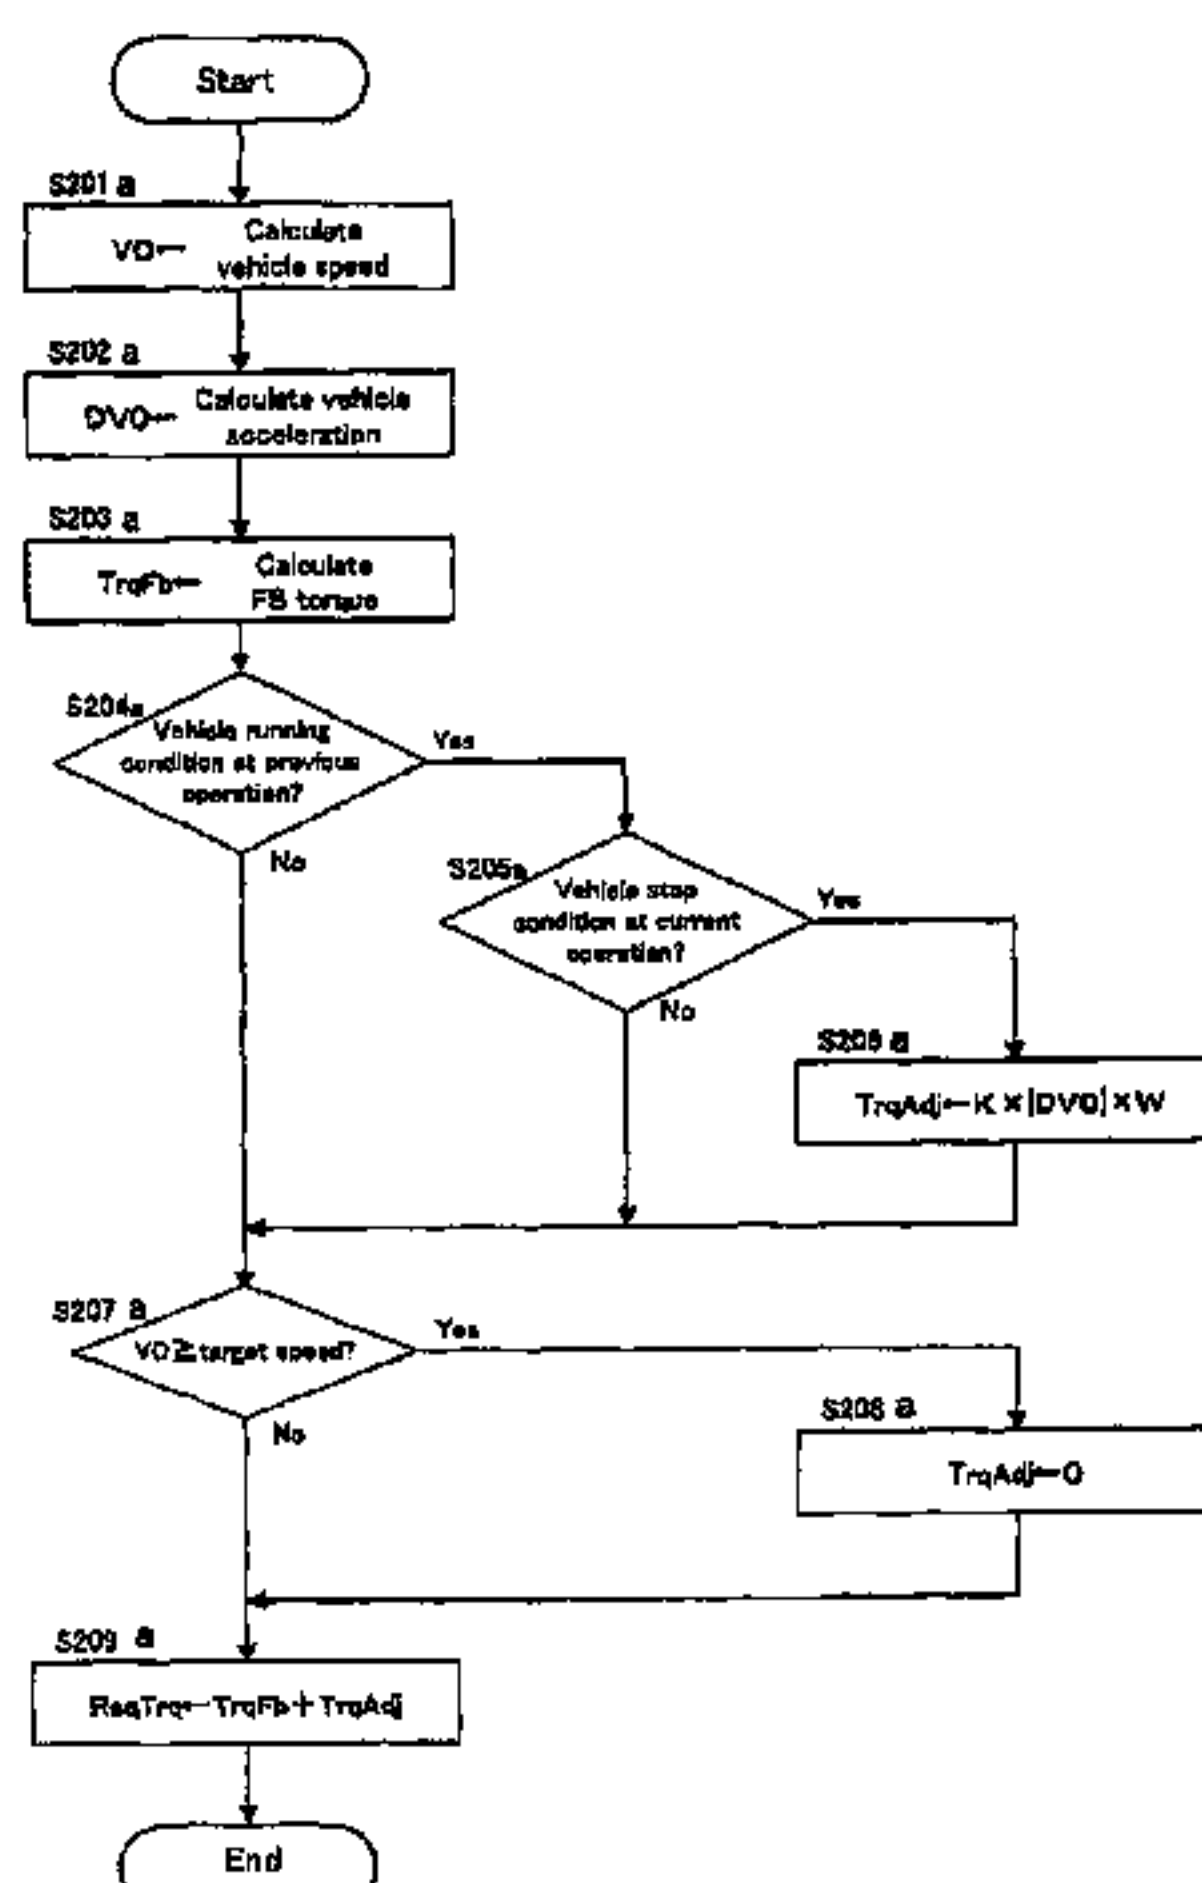 Start
S201 a
VO← Calculate
vehicle speed
S202 a
DVO← Calculate vehicle
acceleration
S203 a
TrqFb← Calculate
FB torque
S204a
Vehicle running
condition at previous
operation?
Yes
No
S205a
Vehicle stop
condition at current
operation?
Yes
No
S206 a
TrqAdj←K×|DVO|×W
S207 a
VO≧target speed?
Yes
No
S208 a
TrqAdj←0
S209 a
ReqTrq←TrqFb+TrqAdj
End